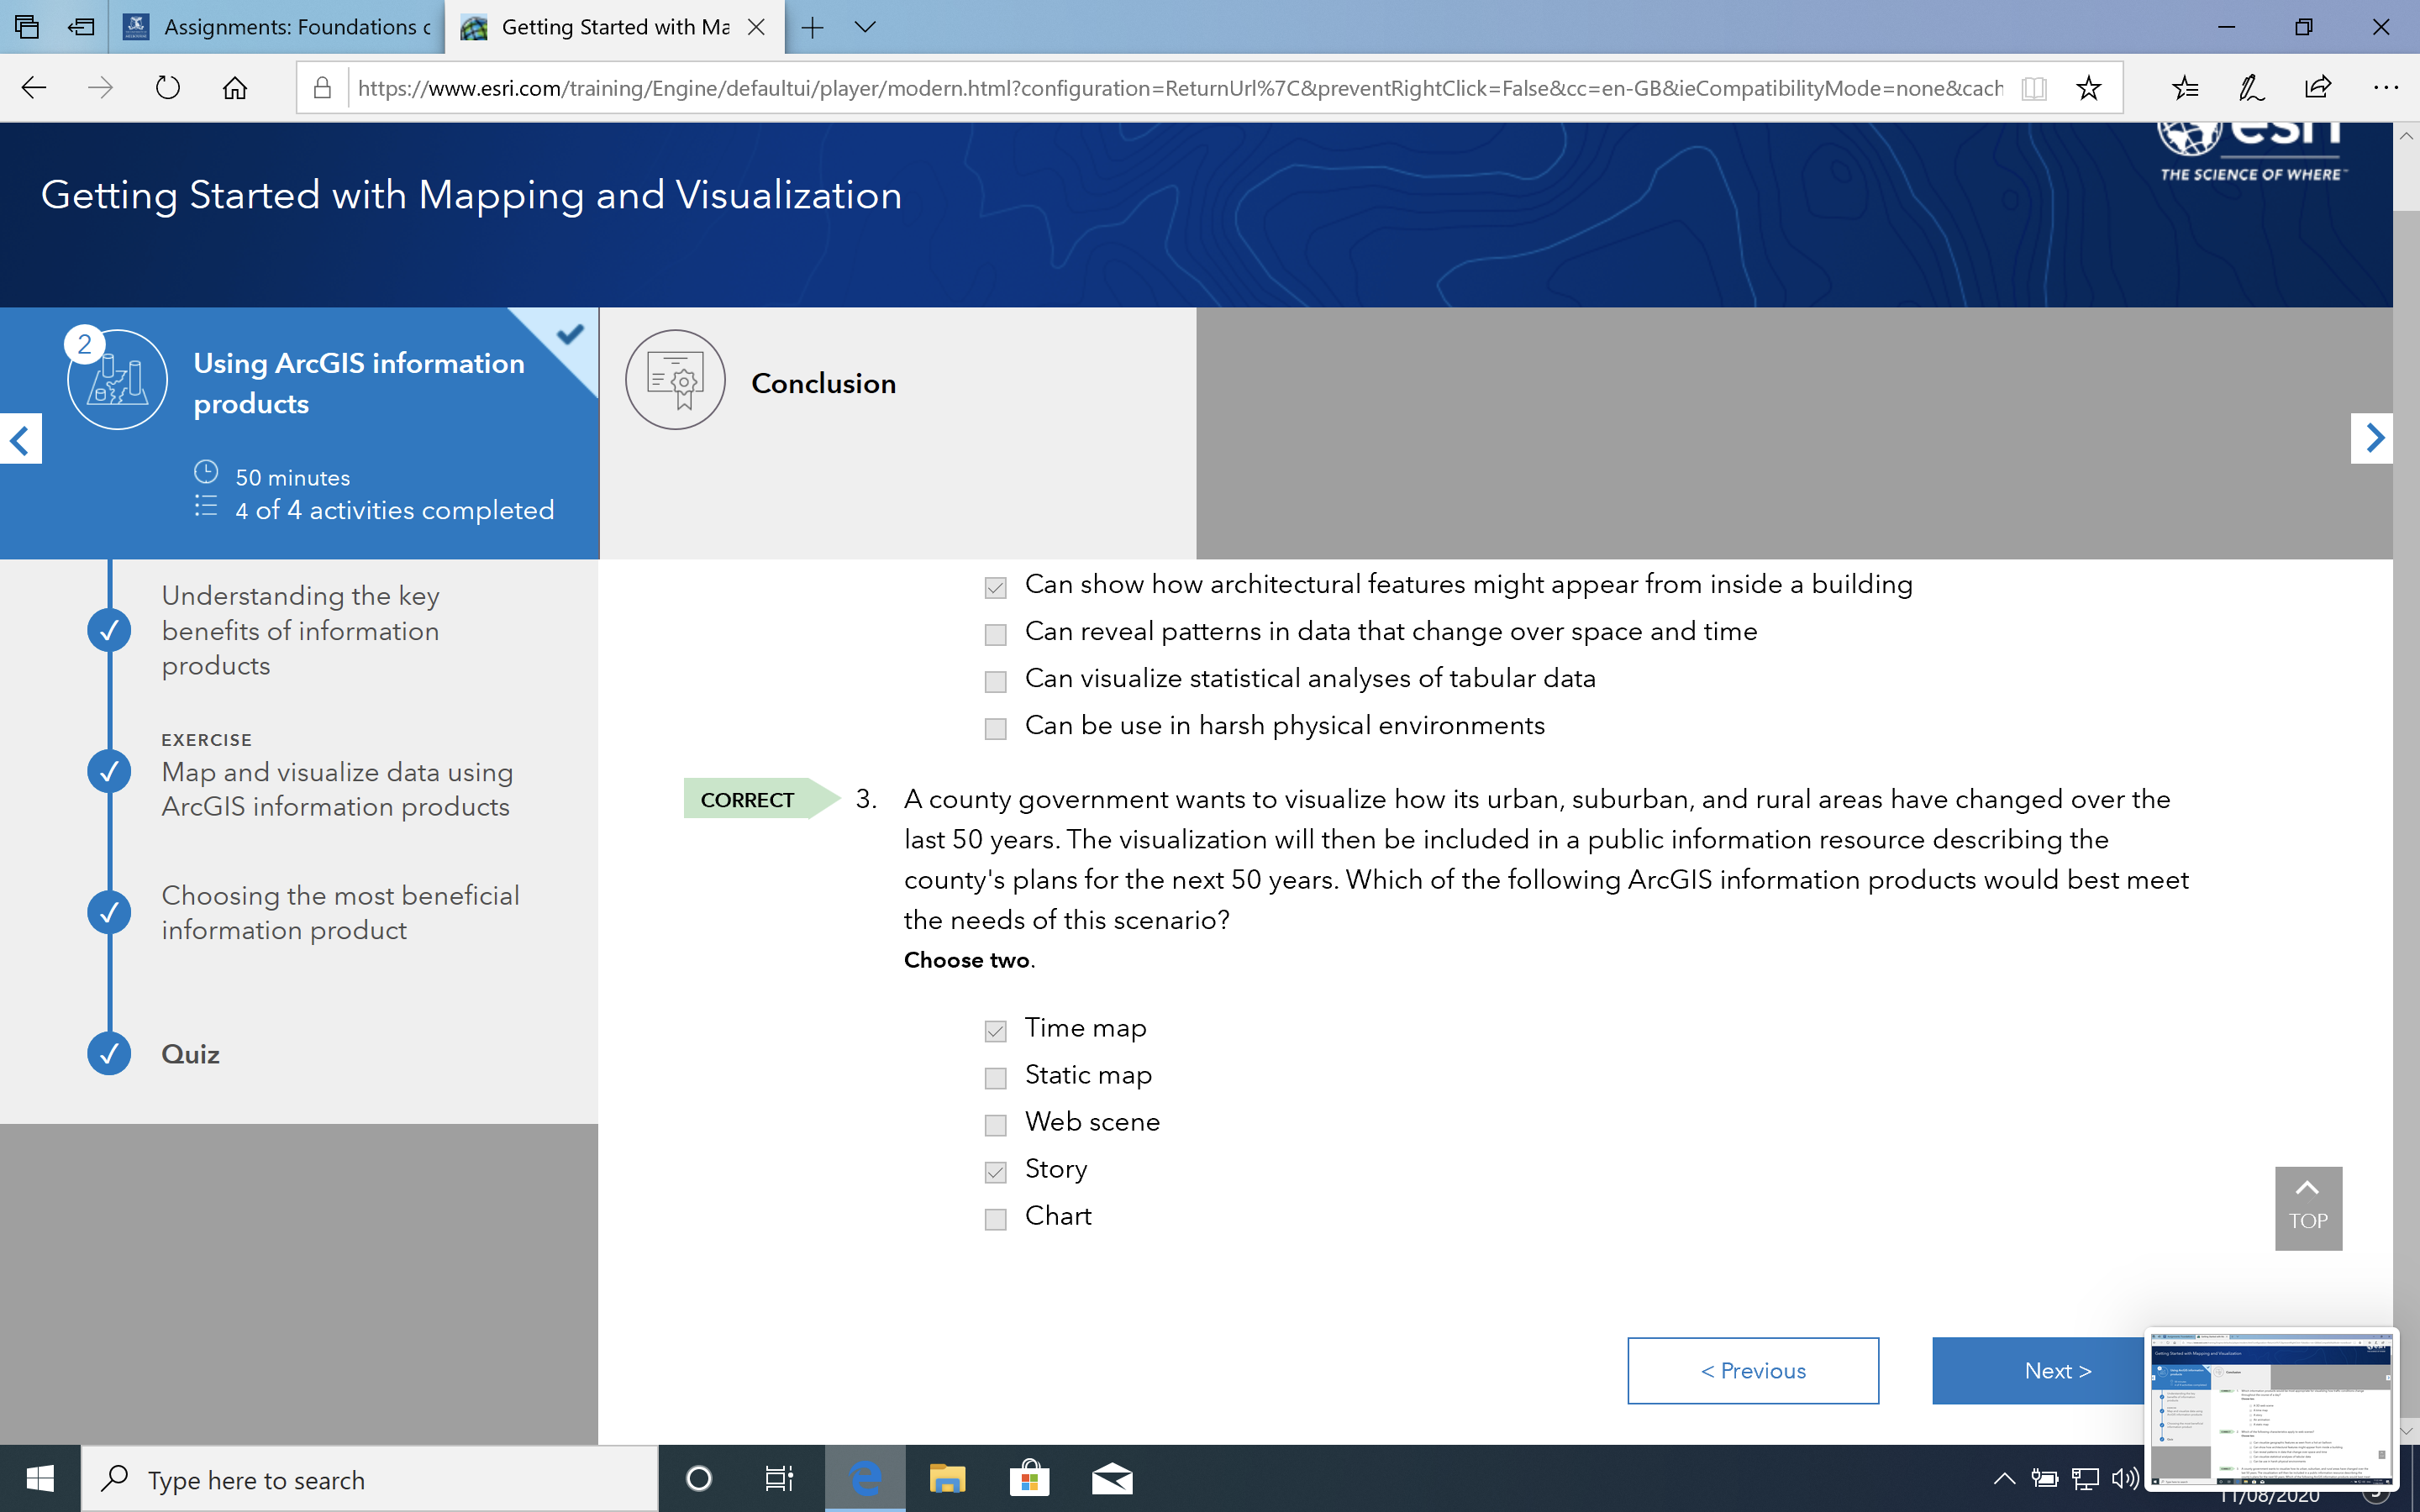 Assignments: Foundations c
Getting Started with Ma
https://www.esri.com/training/Engine/defaultui/player/modern.html?configuration=ReturnUrl%7C&preventRightClick=False&cc=en-GB&ieCompatibilityMode=none&cach
esri
THE SCIENCE OF WHERE
Getting Started with Mapping and Visualization
2
Using ArcGIS information
products
50 minutes
4 of 4 activities completed
Conclusion
Understanding the key
benefits of information
products
EXERCISE
Map and visualize data using
ArcGIS information products
Choosing the most beneficial
information product
Quiz
Can show how architectural features might appear from inside a building
Can reveal patterns in data that change over space and time
Can visualize statistical analyses of tabular data
Can be use in harsh physical environments
CORRECT
3. A county government wants to visualize how its urban, suburban, and rural areas have changed over the
last 50 years. The visualization will then be included in a public information resource describing the
county's plans for the next 50 years. Which of the following ArcGIS information products would best meet
the needs of this scenario?
Choose two.
Time map
Static map
Web scene
Story
Chart
TOP
< Previous
Next >
Type here to search
11/08/2020